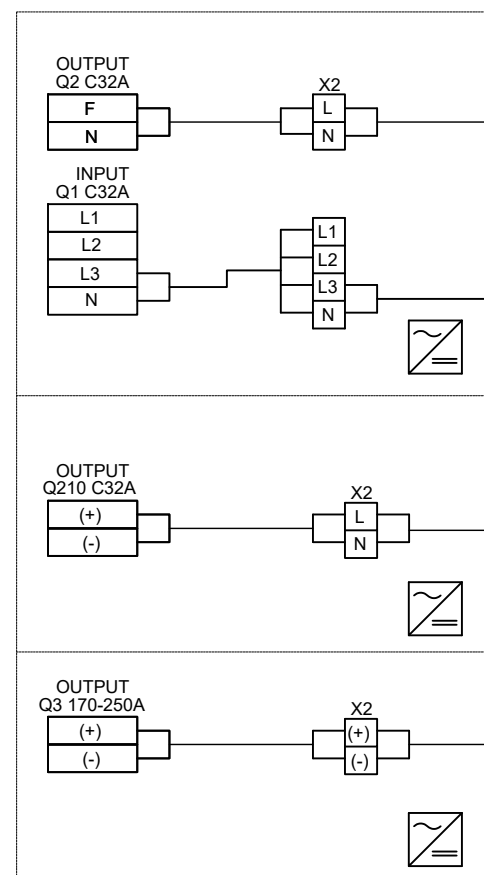 OUTPUT
Q2 C32A
F
N
X2
L
N
INPUT
Q1 C32A
L1
L2
L3
N
L1
L2
L3
N
OUTPUT
Q210 C32A
(+)
(-)
X2
L
N
OUTPUT
Q3 170-250A
(+)
(-)
X2
(+)
(-)